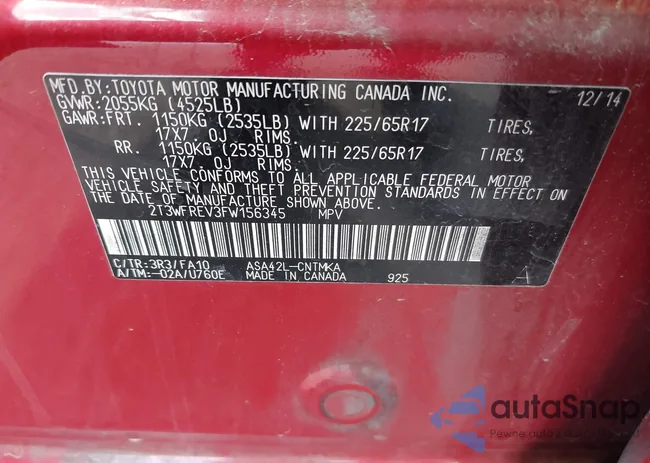 MFD.BY:TOYOTA MOTOR MANUFACTURING CANADA INC. 12/14
GVWR:2055KG (4525LB)
GAWR:FRT. 1150KG (2535LB) WITH 225/65R17 TIRES,
17X7.0J RIMS.
RR. 1150KG (2535LB) WITH 225/65R17 TIRES,
17X7.0J RIMS.
THIS VEHICLE CONFORMS TO ALL APPLICABLE FEDERAL MOTOR
VEHICLE SAFETY AND THEFT PREVENTION STANDARDS IN EFFECT ON
THE DATE OF MANUFACTURE SHOWN ABOVE.
2T3WFREV3FW156345 MPV
C/TR:3R3/FA10 ASA42L-CNTMKA
A/TM:-02A/U760E MADE IN CANADA 925 A
autoSnap